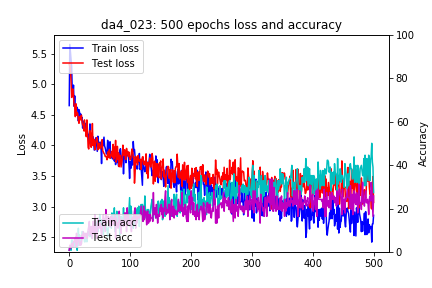 da4_023: 500 epochs loss and accuracy
Train loss
Test loss
Train acc
Test acc
Loss
5.5
5.0
4.5
4.0
3.5
3.0
2.5
Accuracy
100
80
60
40
20
0
0
100
200
300
400
500